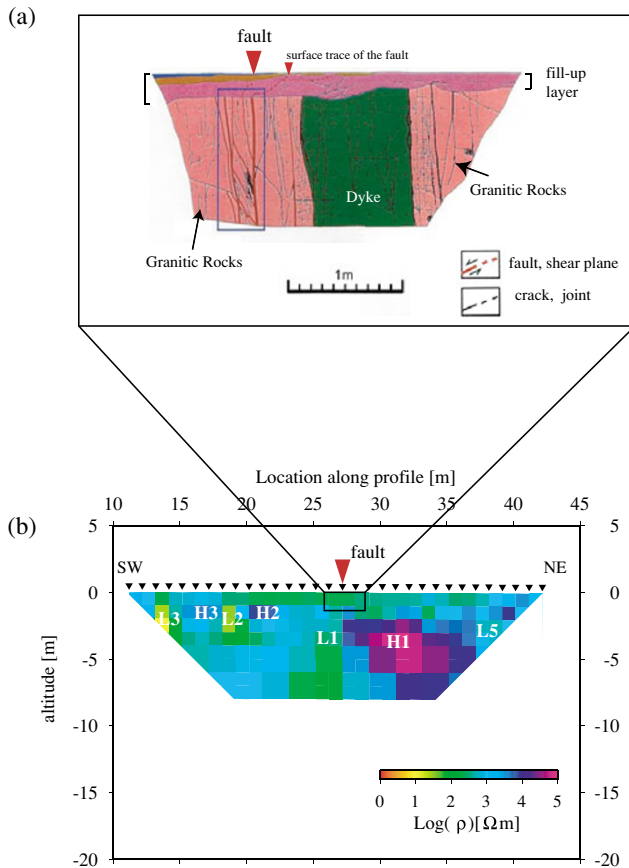 (a)
fault
surface trace of the fault
fill-up
layer
Dyke
Granitic Rocks
Granitic Rocks
1m
fault, shear plane
crack, joint
Location along profile [m]
10 15 20 25 30 35 40 45
(b)
5 5
fault
SW NE
0 0
L3 H3 L2 H2 L1 H1 L5
-5 -5
altitude [m]
-10 -10
-15 -15
0 1 2 3 4 5
Log( ρ) [Ωm]
-20 -20